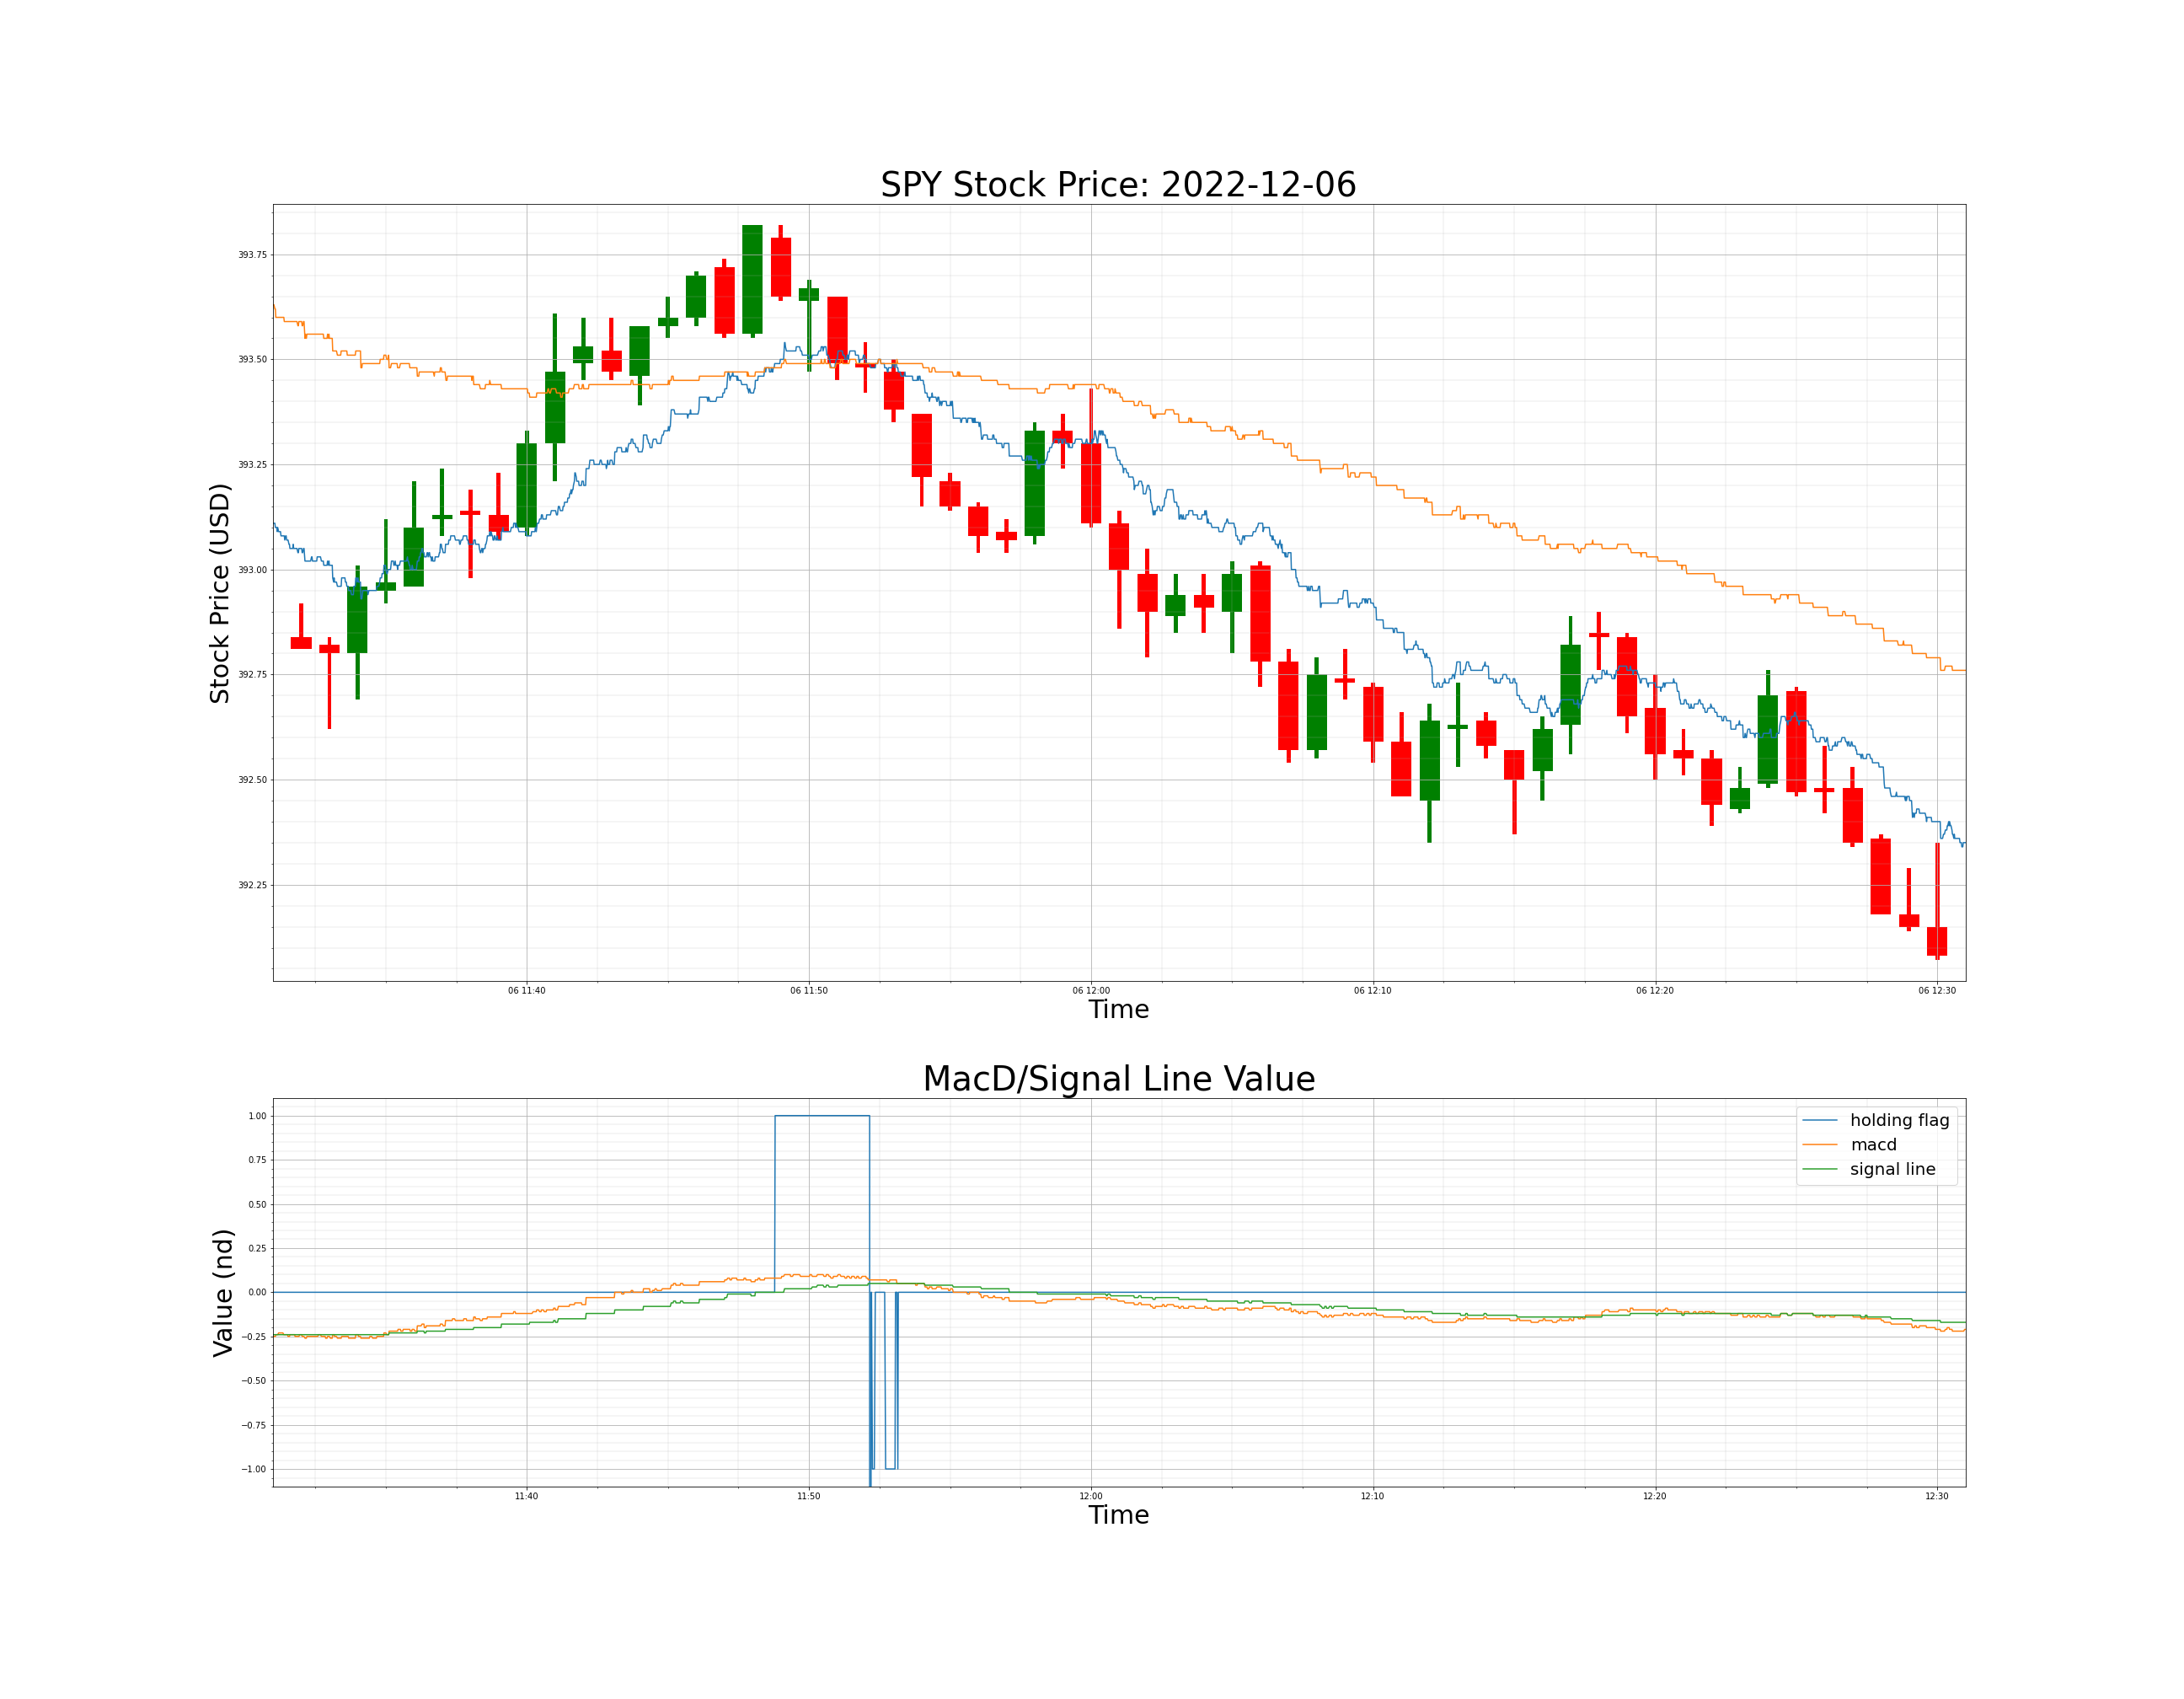 SPY Stock Price: 2022-12-06
393.75
393.50
393.25
393.00
392.75
392.50
392.25
Stock Price (USD)
06 11:40 06 11:50 06 12:00 06 12:10 06 12:20 06 12:30
Time
MacD/Signal Line Value
1.00
0.75
0.50
0.25
0.00
−0.25
−0.50
−0.75
−1.00
Value (nd)
holding flag
macd
signal line
11:40 11:50 12:00 12:10 12:20 12:30
Time